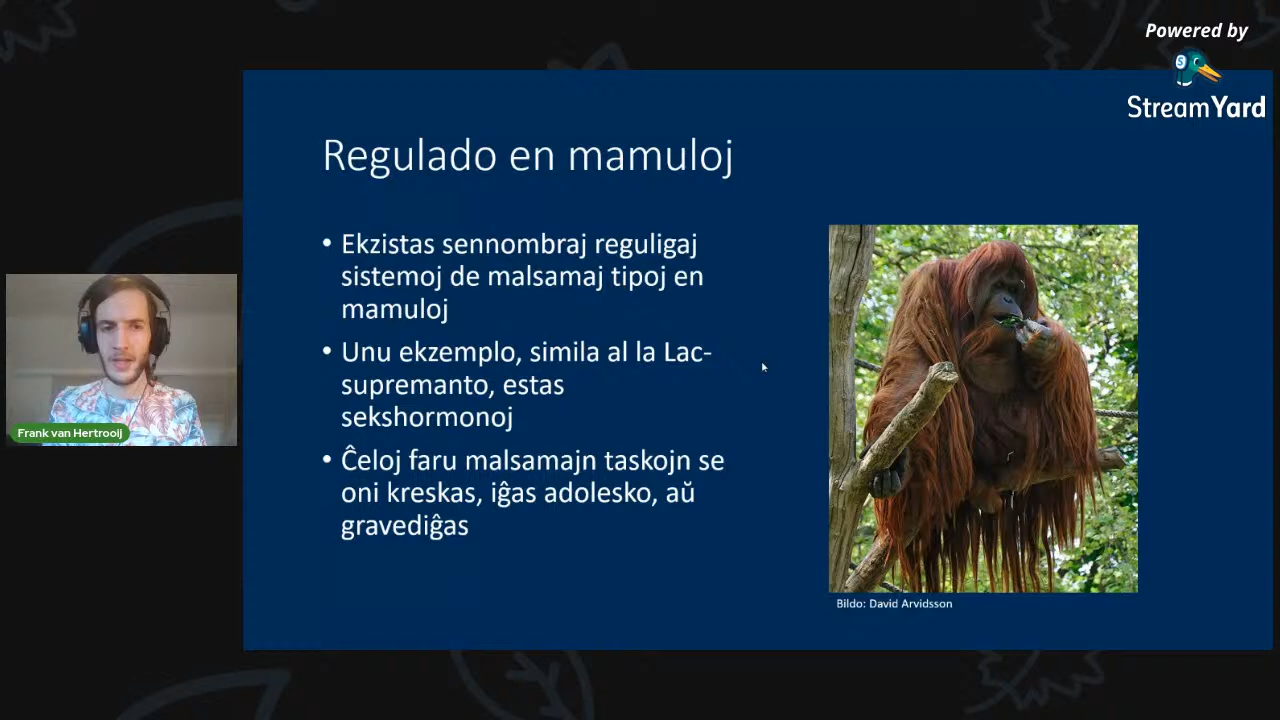 Powered by
StreamYard
Regulado en mamuloj
• Ekzistas sennombraj reguligaj
sistemoj de malsamaj tipoj en
mamuloj
• Unu ekzemplo, simila al la Lac-
supremanto, estas
sekshormonoj
• Ĉeloj faru malsamajn taskojn se
oni kreskas, iĝas adolesko, aŭ
gravediĝas
Bildo: David Arvidsson
Frank van Hertrooij